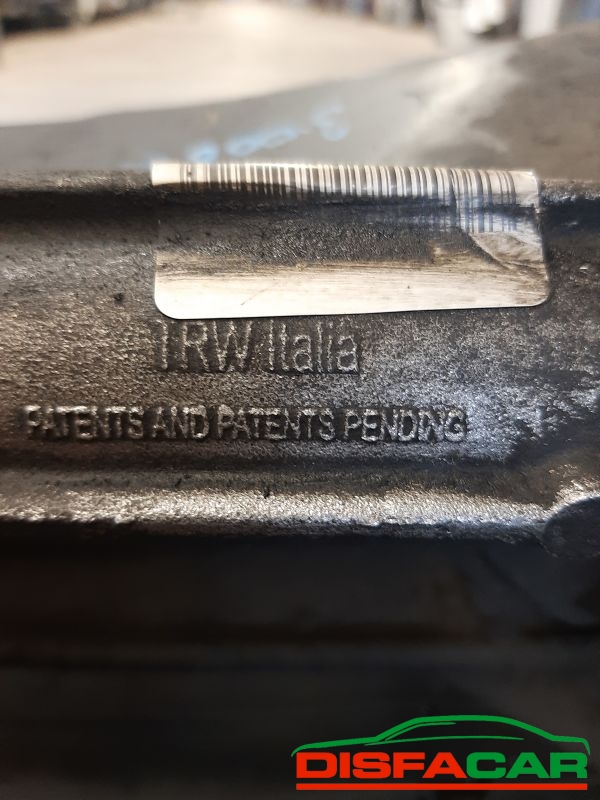 TRW Italia
PATENTS AND PATENTS PENDING
DISFACAR